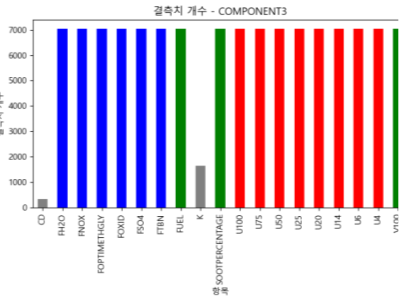 결측치 개수 - COMPONENT3
7000
6000
5000
4000
3000
2000
1000
0
CD
FH2O
FNOX
FOPTIMETHGLY
FOXID
FSO4
FTBN
FUEL
K
SOOTPERCENTAGE
U100
U75
U50
U25
U20
U14
U6
U4
V100
항목